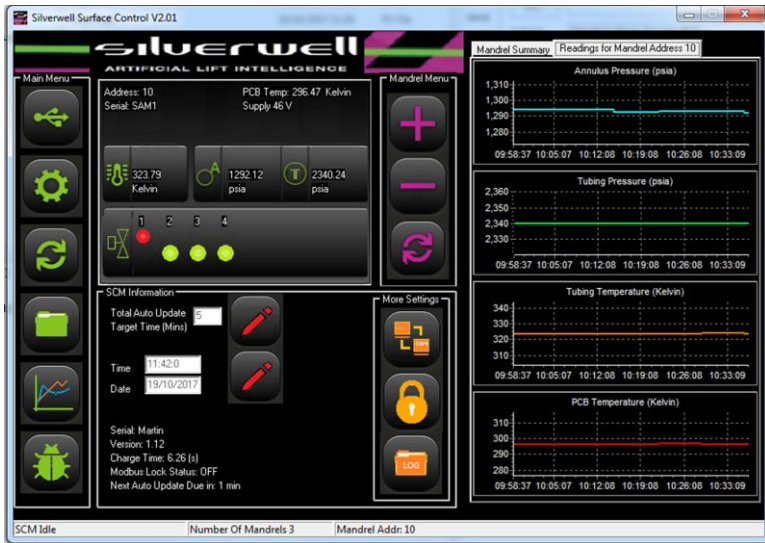 Silverwell Surface Control V2.01
silverwell
ARTIFICIAL LIFT INTELLIGENCE
Main Menu
Address: 10
PCB Temp: 296.47 Kelvin
Serial: SAM1
Supply 46 V
323.79
Kelvin
A
1292.12
psia
T
2340.24
psia
1 2 3 4
Mandrel Menu
SCM Information
Total Auto Update
Target Time (Mins)
5
Time
11:42:0
Date
19/10/2017
Serial: Martin
Version: 1.12
Charge Time: 6.26 (s)
Modbus Lock Status: OFF
Next Auto Update Due in: 1 min
More Settings
LOG
Mandrel Summary
Readings for Mandrel Address 10
Annulus Pressure (psia)
1,310
1,300
1,290
1,280
09:58:37 10:05:07 10:12:08 10:19:08 10:26:08 10:33:09
Tubing Pressure (psia)
2,360
2,350
2,340
2,330
09:58:37 10:05:07 10:12:08 10:19:08 10:26:08 10:33:09
Tubing Temperature (Kelvin)
340
330
320
310
09:58:37 10:05:07 10:12:08 10:19:08 10:26:08 10:33:09
PCB Temperature (Kelvin)
310
300
290
280
09:58:37 10:05:07 10:12:08 10:19:08 10:26:08 10:33:09
SCM Idle
Number Of Mandrels 3
Mandrel Addr: 10